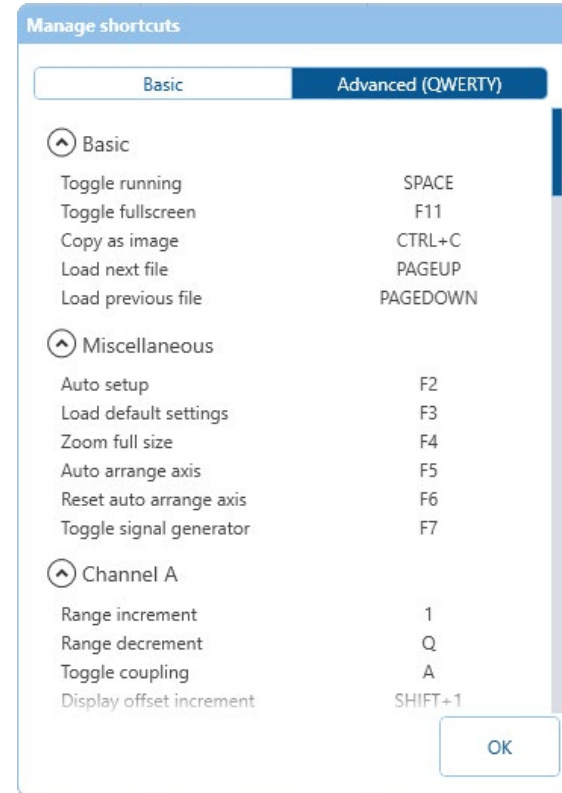 Manage shortcuts
Basic Advanced (QWERTY)
Basic
Toggle running SPACE
Toggle fullscreen F11
Copy as image CTRL+C
Load next file PAGEUP
Load previous file PAGEDOWN
Miscellaneous
Auto setup F2
Load default settings F3
Zoom full size F4
Auto arrange axis F5
Reset auto arrange axis F6
Toggle signal generator F7
Channel A
Range increment 1
Range decrement Q
Toggle coupling A
Display offset increment SHIFT+1
OK